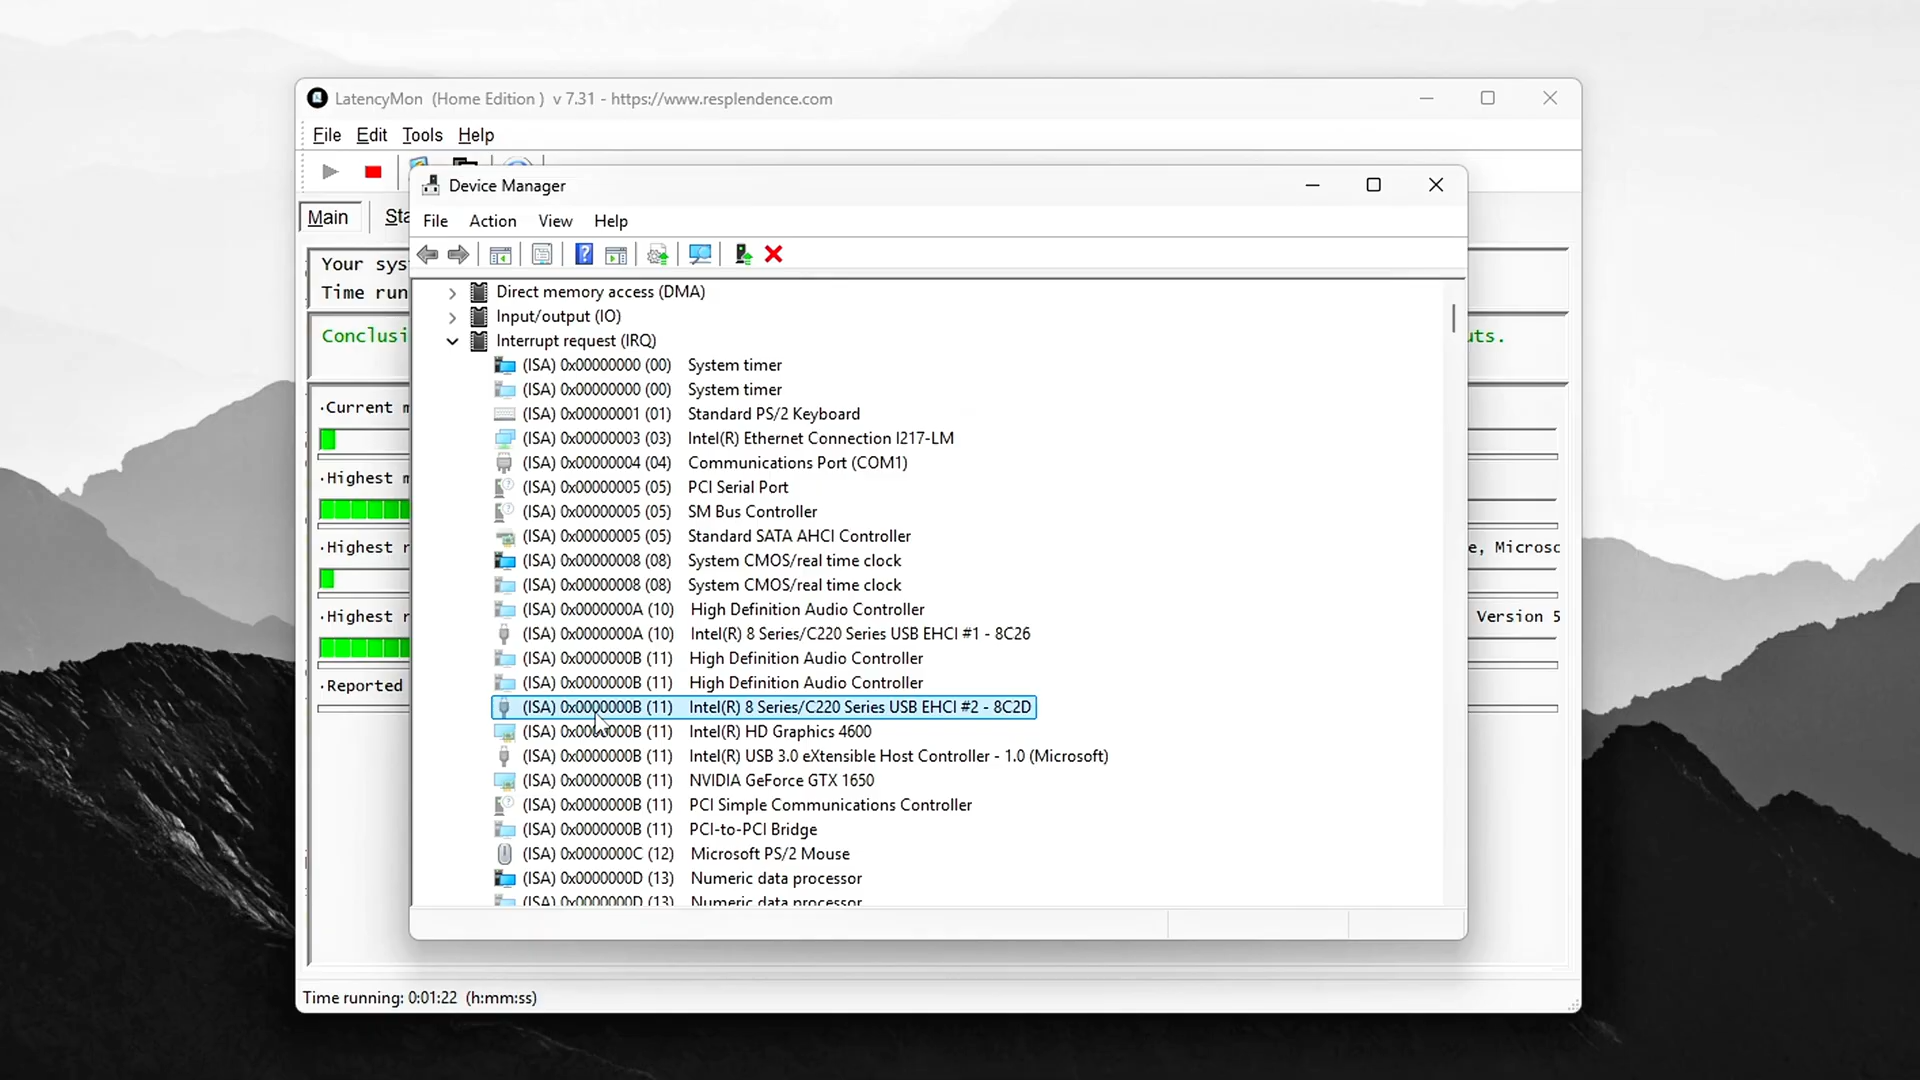 LatencyMon (Home Edition ) v 7.31 - https://www.resplendence.com
File Edit Tools Help
Device Manager
Main
File Action View Help
Your
Time
Direct memory access (DMA)
Input/output (IO)
Interrupt request (IRQ)
(ISA) 0x00000000 (00) System timer
(ISA) 0x00000000 (00) System timer
·Current
(ISA) 0x00000001 (01) Standard PS/2 Keyboard
(ISA) 0x00000003 (03) Intel(R) Ethernet Connection I217-LM
(ISA) 0x00000004 (04) Communications Port (COM1)
·Highest
(ISA) 0x00000005 (05) PCI Serial Port
(ISA) 0x00000005 (05) SM Bus Controller
(ISA) 0x00000005 (05) Standard SATA AHCI Controller
·Highest
(ISA) 0x00000008 (08) System CMOS/real time clock
(ISA) 0x00000008 (08) System CMOS/real time clock
(ISA) 0x0000000A (10) High Definition Audio Controller
·Highest
Version 5
(ISA) 0x0000000A (10) Intel(R) 8 Series/C220 Series USB EHCI #1 - 8C26
(ISA) 0x0000000B (11) High Definition Audio Controller
(ISA) 0x0000000B (11) High Definition Audio Controller
·Reported
(ISA) 0x0000000B (11) Intel(R) 8 Series/C220 Series USB EHCI #2 - 8C2D
(ISA) 0x0000000B (11) Intel(R) HD Graphics 4600
(ISA) 0x0000000B (11) Intel(R) USB 3.0 eXtensible Host Controller - 1.0 (Microsoft)
(ISA) 0x0000000B (11) NVIDIA GeForce GTX 1650
(ISA) 0x0000000B (11) PCI Simple Communications Controller
(ISA) 0x0000000B (11) PCI-to-PCI Bridge
(ISA) 0x0000000C (12) Microsoft PS/2 Mouse
(ISA) 0x0000000D (13) Numeric data processor
(ISA) 0x0000000D (13) Numeric data processor
Time running: 0:01:22 (h:mm:ss)